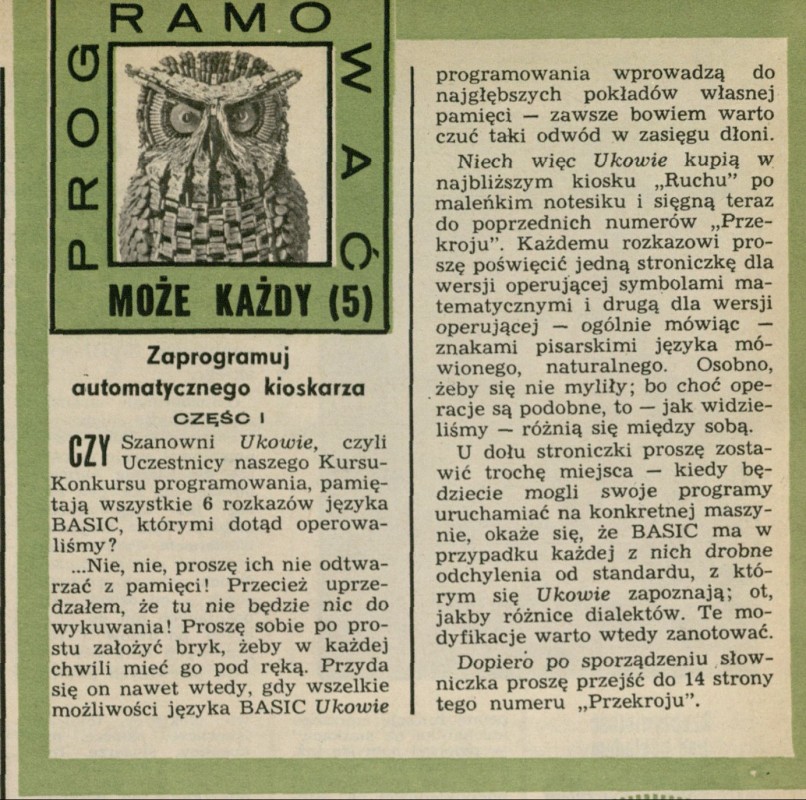 PROGRAMOWAĆ
MOŻE KAŻDY (5)
Zaprogramuj
automatycznego kioskarza
CZĘŚĆ I
CZY Szanowni Ukowie, czyli
Uczestnicy naszego Kursu-
Konkursu programowania, pamię-
tają wszystkie 6 rozkazów języka
BASIC, którymi dotąd operowa-
liśmy?
...Nie, nie, proszę ich nie odtwa-
rzać z pamięci! Przecież uprze-
dzałem, że tu nie będzie nic do
wykuwania! Proszę sobie po pro-
stu założyć bryk, żeby w każdej
chwili mieć go pod ręką. Przyda
się on nawet wtedy, gdy wszelkie
możliwości języka BASIC Ukowie
programowania wprowadzą do
najgłębszych pokładów własnej
pamięci — zawsze bowiem warto
czuć taki odwód w zasięgu dłoni.
Niech więc Ukowie kupią w
najbliższym kiosku „Ruchu” po
maleńkim notesiku i sięgną teraz
do poprzednich numerów „Prze-
kroju”. Każdemu rozkazowi pro-
szę poświęcić jedną stroniczkę dla
wersji operującej symbolami ma-
tematycznymi i drugą dla wersji
operującej — ogólnie mówiąc —
znakami pisarskimi języka mó-
wionego, naturalnego. Osobno,
żeby się nie myliły; bo choć ope-
racje są podobne, to — jak widzie-
liśmy — różnią się między sobą.
U dołu stroniczki proszę zosta-
wić trochę miejsca — kiedy bę-
dziecie mogli swoje programy
uruchamiać na konkretnej maszy-
nie, okaże się, że BASIC ma w
przypadku każdej z nich drobne
odchylenia od standardu, z któ-
rym się Ukowie zapoznają; ot,
jakby różnice dialektów. Te mo-
dyfikacje warto wtedy zanotować.
Dopiero po sporządzeniu słow-
niczka proszę przejść do 14 strony
tego numeru „Przekroju”.